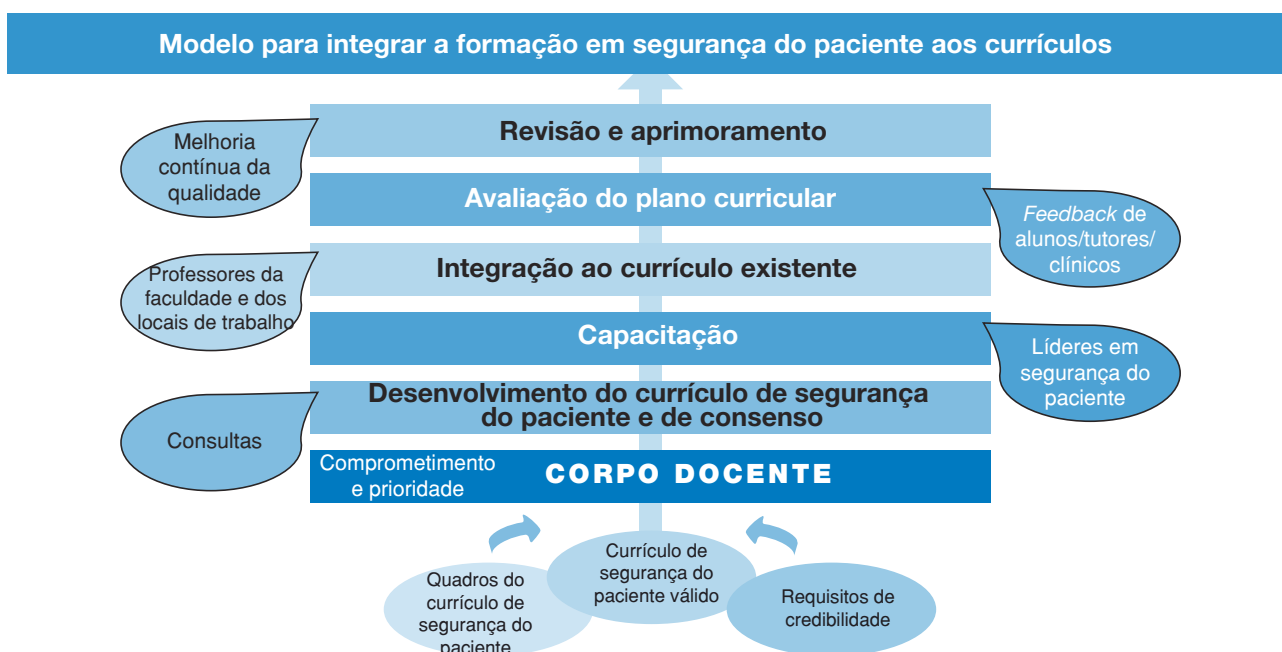 Modelo para integrar a formação em segurança do paciente aos currículos
Revisão e aprimoramento
Melhoria
contínua da
qualidade
Avaliação do plano curricular
Feedback de
alunos/tutores/
clínicos
Integração ao currículo existente
Professores da
faculdade e dos
locais de trabalho
Capacitação
Líderes em
segurança do
paciente
Desenvolvimento do currículo de segurança
do paciente e de consenso
Consultas
Comprometimento
e prioridade
CORPO DOCENTE
Quadros do
currículo de
segurança do
paciente
Currículo de
segurança do
paciente válido
Requisitos de
credibilidade